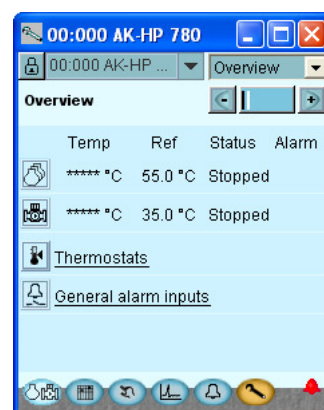 00:000 AK-HP 780
00:000 AK-HP ... Overview
Overview
Temp Ref Status Alarm
***** °C 55.0 °C Stopped
***** °C 35.0 °C Stopped
Thermostats
General alarm inputs